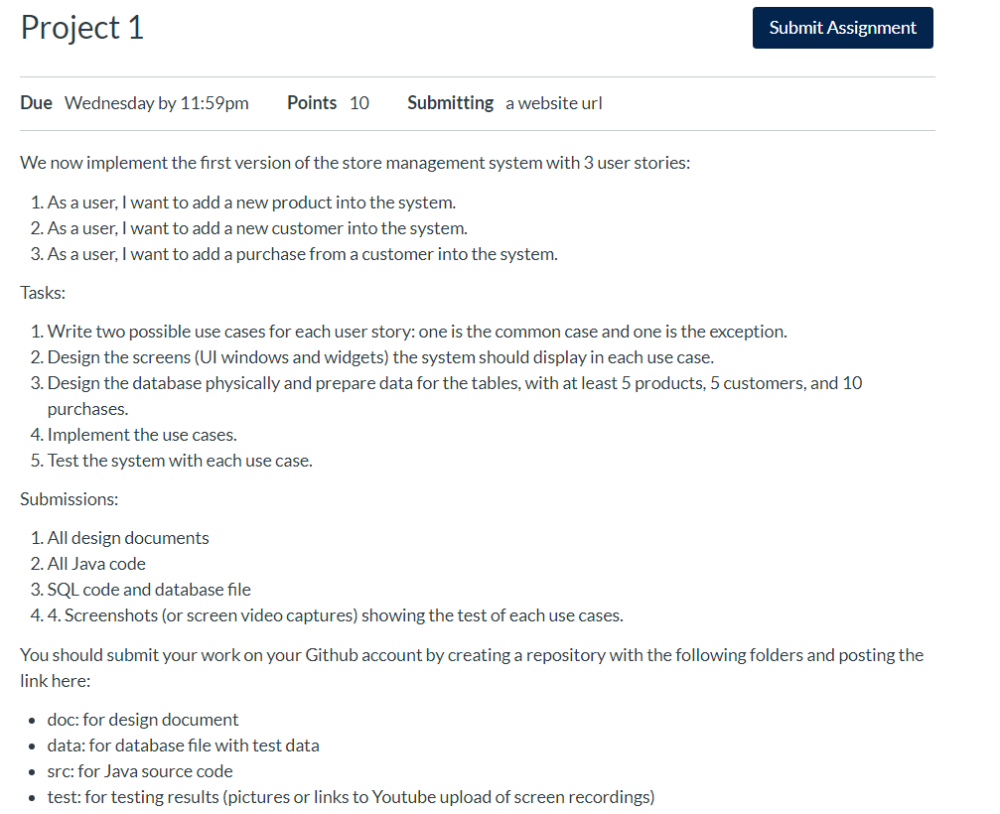 Project 1
Submit Assignment
Due Wednesday by 11:59pm Points 10 Submitting a website url
We now implement the first version of the store management system with 3 user stories:
1. As a user, I want to add a new product into the system.
2. As a user, I want to add a new customer into the system.
3. As a user, I want to add a purchase from a customer into the system.
Tasks:
1. Write two possible use cases for each user story: one is the common case and one is the exception.
2. Design the screens (UI windows and widgets) the system should display in each use case.
3. Design the database physically and prepare data for the tables, with at least 5 products, 5 customers, and 10
purchases.
4. Implement the use cases.
5. Test the system with each use case.
Submissions:
1. All design documents
2. All Java code
3. SQL code and database file
4. 4. Screenshots (or screen video captures) showing the test of each use cases.
You should submit your work on your Github account by creating a repository with the following folders and posting the
link here:
• doc: for design document
• data: for database file with test data
• src: for Java source code
• test: for testing results (pictures or links to Youtube upload of screen recordings)